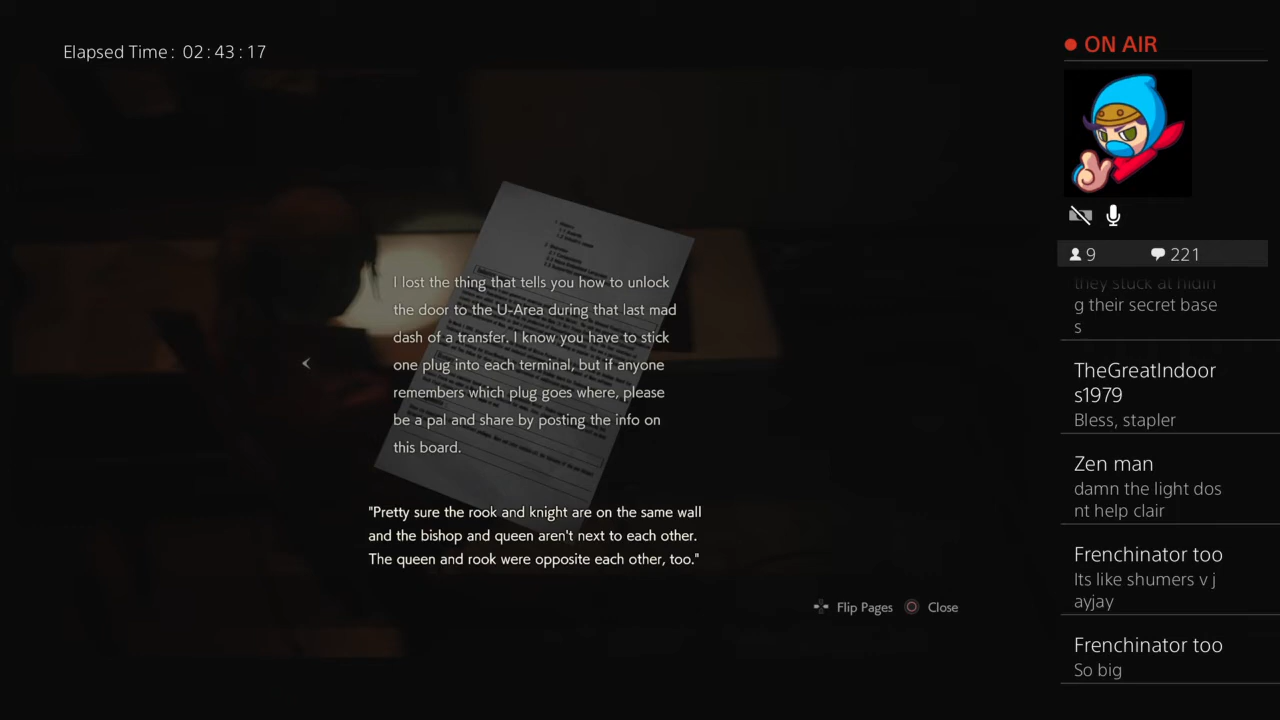 Elapsed Time: 02:43:17
I lost the thing that tells you how to unlock
the door to the U-Area during that last mad
dash of a transfer. I know you have to stick
one plug into each terminal, but if anyone
remembers which plug goes where, please
be a pal and share by posting the info on
this board.
"Pretty sure the rook and knight are on the same wall
and the bishop and queen aren't next to each other.
The queen and rook were opposite each other, too."
Flip Pages
Close
ON AIR
9
221
they stuck at hidin
g their secret base
s
TheGreatIndoor
s1979
Bless, stapler
Zen man
damn the light dos
nt help clair
Frenchinator too
Its like shumers v j
ayjay
Frenchinator too
So big